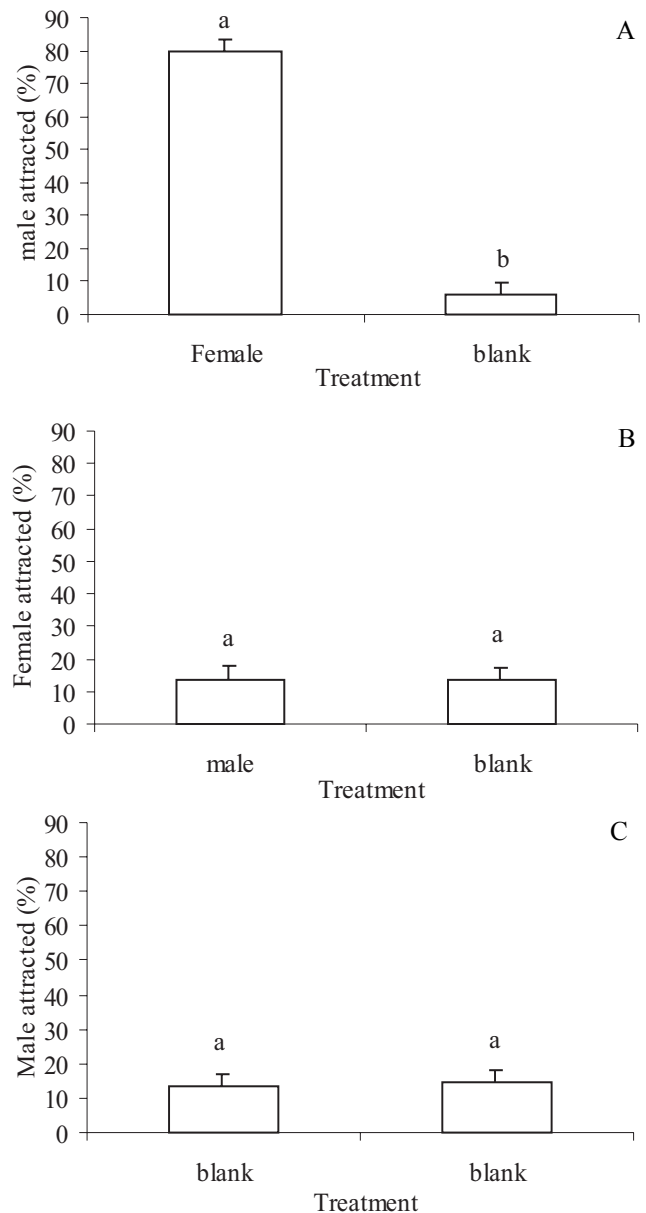 A
a
male attracted (%)
90
80
70
60
50
40
30
20
10
0
b
Female blank
Treatment
B
Female attracted (%)
90
80
70
60
50
40
30
20
10
0
a a
male blank
Treatment
C
Male attracted (%)
90
80
70
60
50
40
30
20
10
0
a a
blank blank
Treatment